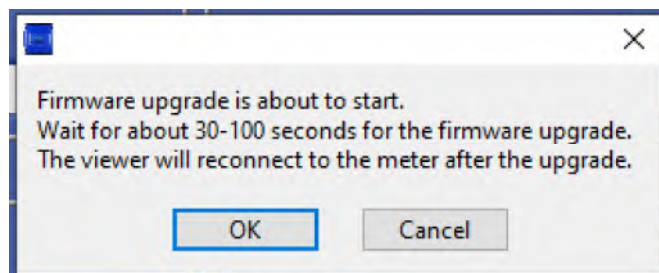 Firmware upgrade is about to start.
Wait for about 30-100 seconds for the firmware upgrade.
The viewer will reconnect to the meter after the upgrade.
OK
Cancel